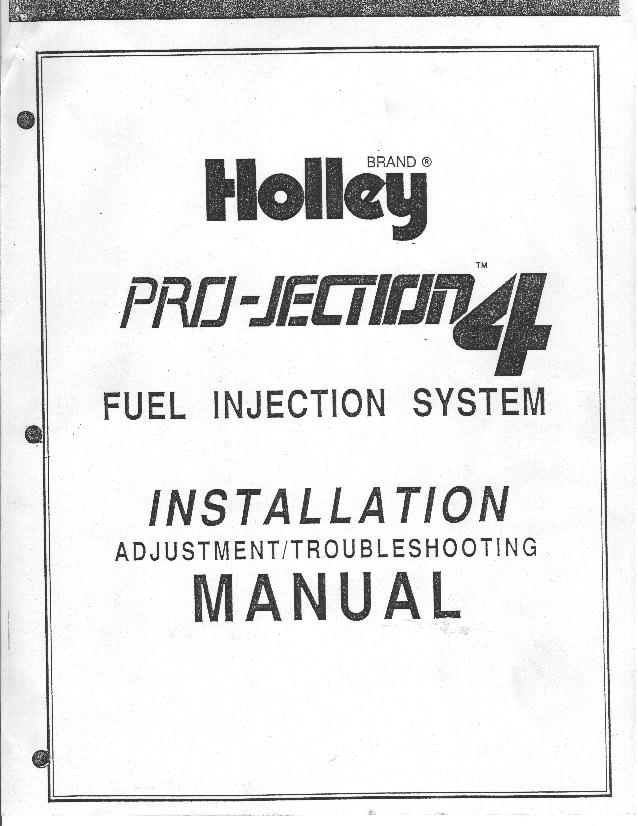 BRAND ®
Holley
PRO-JECTION 4 ™
FUEL INJECTION SYSTEM
INSTALLATION
ADJUSTMENT/TROUBLESHOOTING
MANUAL